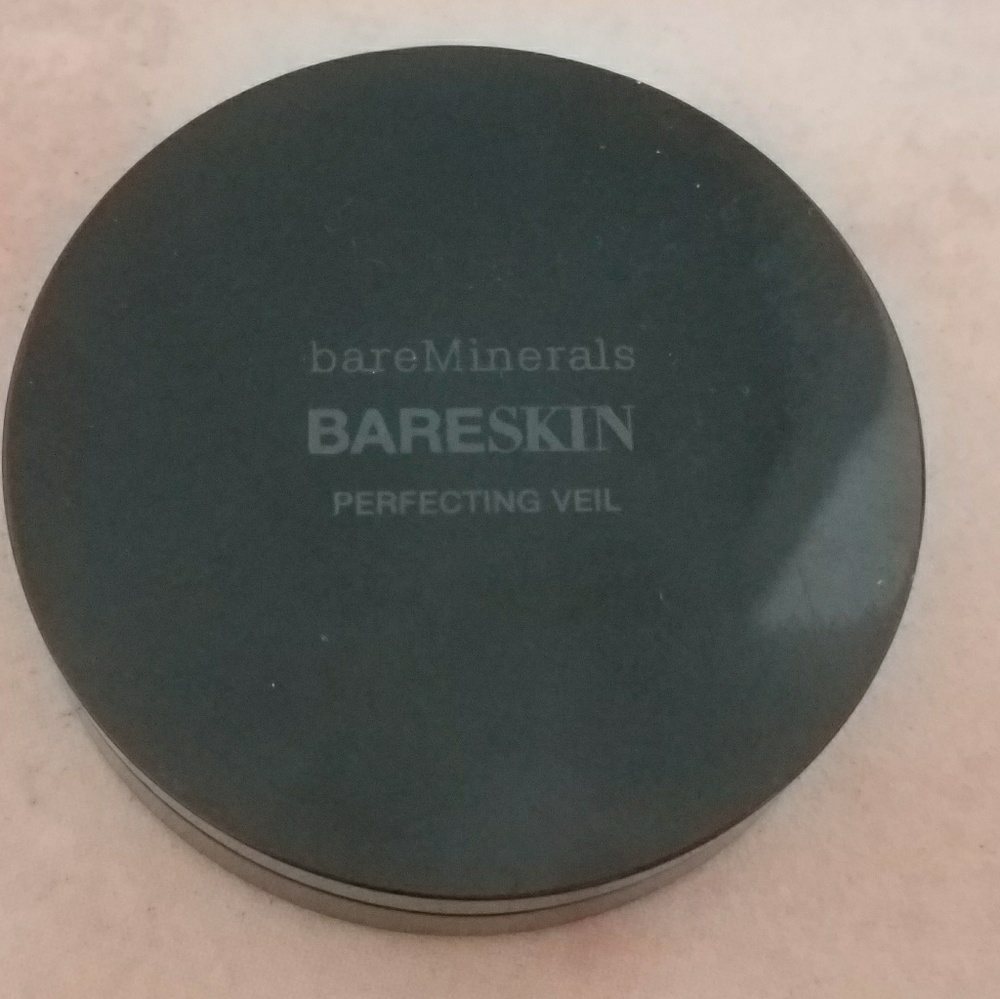 bareMinerals
BARESKIN
PERFECTING VEIL